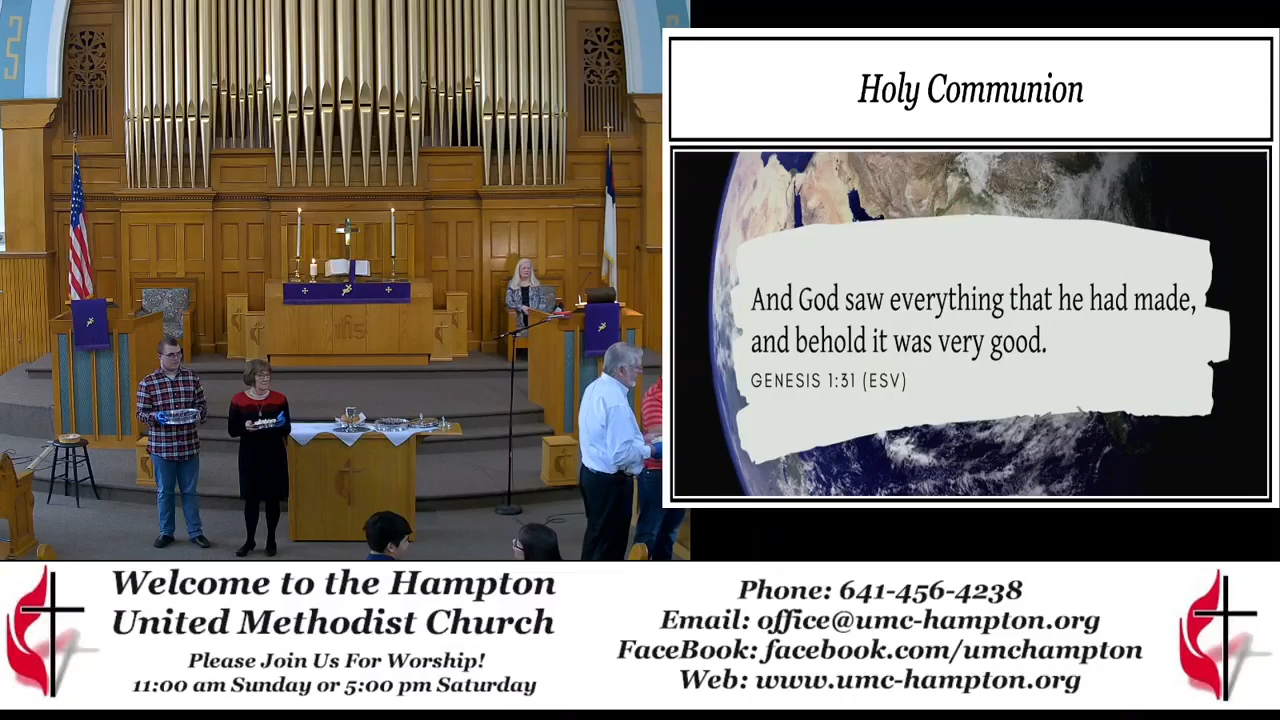 Holy Communion
And God saw everything that he had made,
and behold it was very good.
GENESIS 1:31 (ESV)
ihs
Welcome to the Hampton
United Methodist Church
Please Join Us For Worship!
11:00 am Sunday or 5:00 pm Saturday
Phone: 641-456-4238
Email: office@umc-hampton.org
FaceBook: facebook.com/umchampton
Web: www.umc-hampton.org